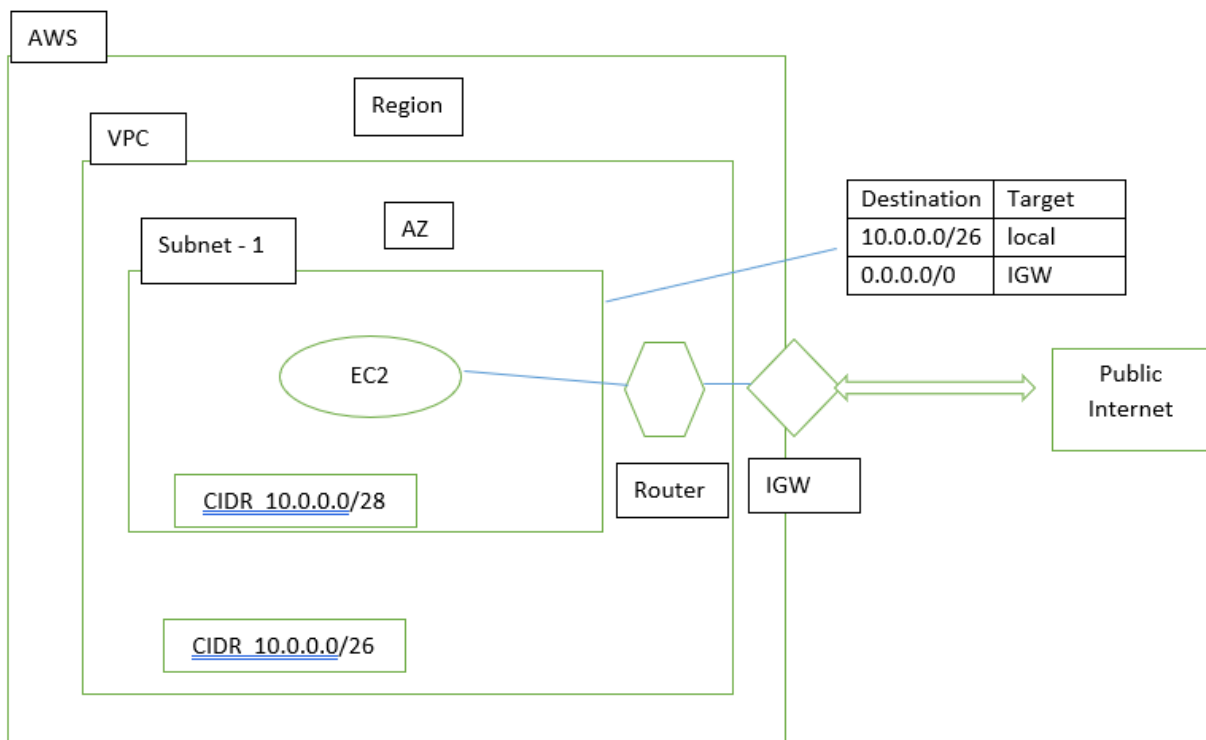 AWS
Region
VPC
AZ
Subnet - 1
Destination Target
10.0.0.0/26 local
0.0.0.0/0 IGW
EC2
Public
Internet
CIDR 10.0.0.0/28
Router
IGW
CIDR 10.0.0.0/26